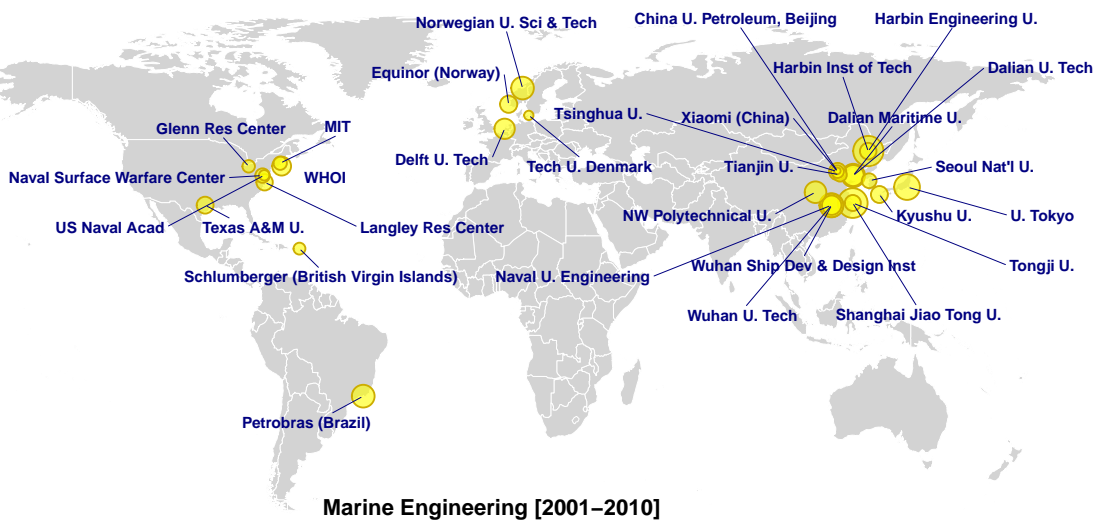 Norwegian U. Sci & Tech
China U. Petroleum, Beijing
Harbin Engineering U.
Equinor (Norway)
Harbin Inst of Tech
Dalian U. Tech
Glenn Res Center
MIT
Tsinghua U.
Xiaomi (China)
Dalian Maritime U.
Delft U. Tech
Tech U. Denmark
Tianjin U.
Seoul Nat'l U.
Naval Surface Warfare Center
WHOI
US Naval Acad
Texas A&M U.
Langley Res Center
NW Polytechnical U.
Kyushu U.
U. Tokyo
Schlumberger (British Virgin Islands)
Naval U. Engineering
Wuhan Ship Dev & Design Inst
Tongji U.
Wuhan U. Tech
Shanghai Jiao Tong U.
Petrobras (Brazil)
Marine Engineering [2001−2010]